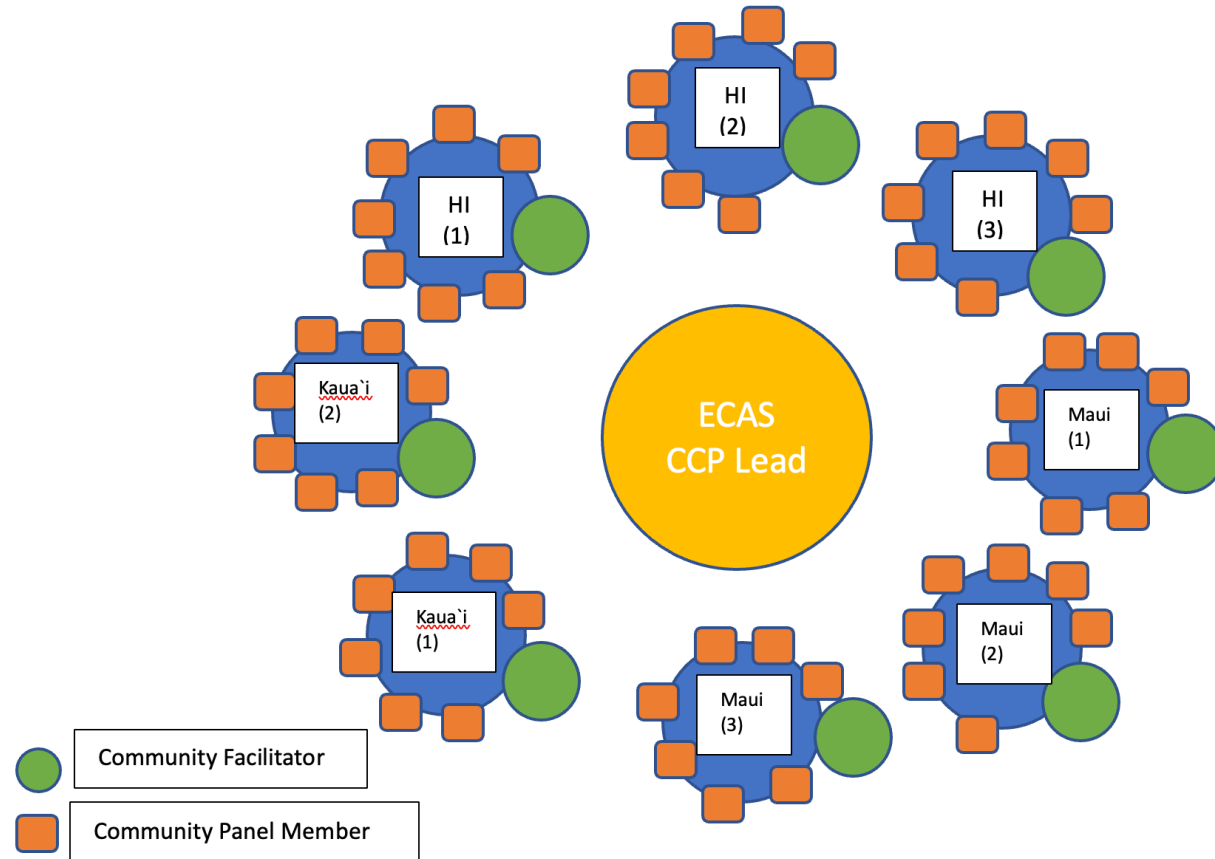 HI
(2)
HI
(1)
HI
(3)
Kaua`i
(2)
Maui
(1)
ECAS
CCP Lead
Kaua`i
(1)
Maui
(2)
Maui
(3)
Community Facilitator
Community Panel Member